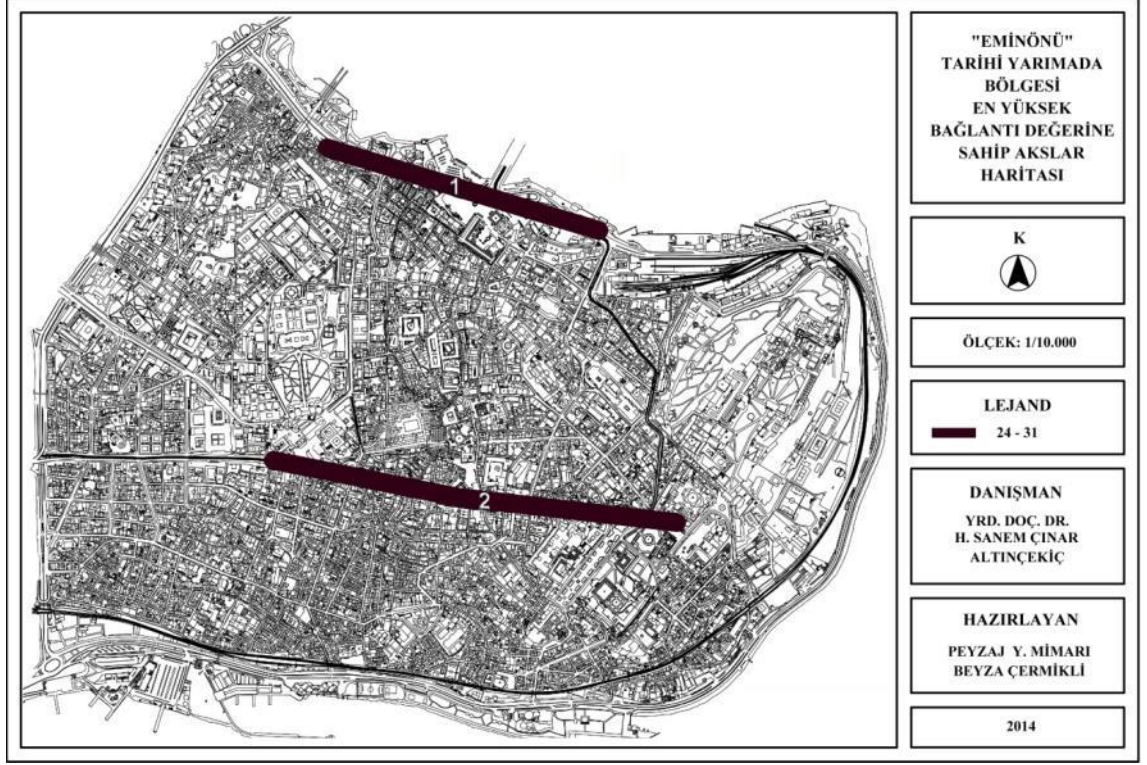 "EMİNÖNÜ"
TARİHİ YARIMADA
BÖLGESİ
EN YÜKSEK
BAĞLANTI DEĞERİNE
SAHİP AKSLAR
HARİTASI
K
ÖLÇEK: 1/10.000
LEJAND
24 - 31
DANIŞMAN
YRD. DOÇ. DR.
H. SANEM ÇINAR
ALTINÇEKİÇ
HAZIRLAYAN
PEYZAJ Y. MİMARI
BEYZA ÇERMİKLİ
2014
1
2